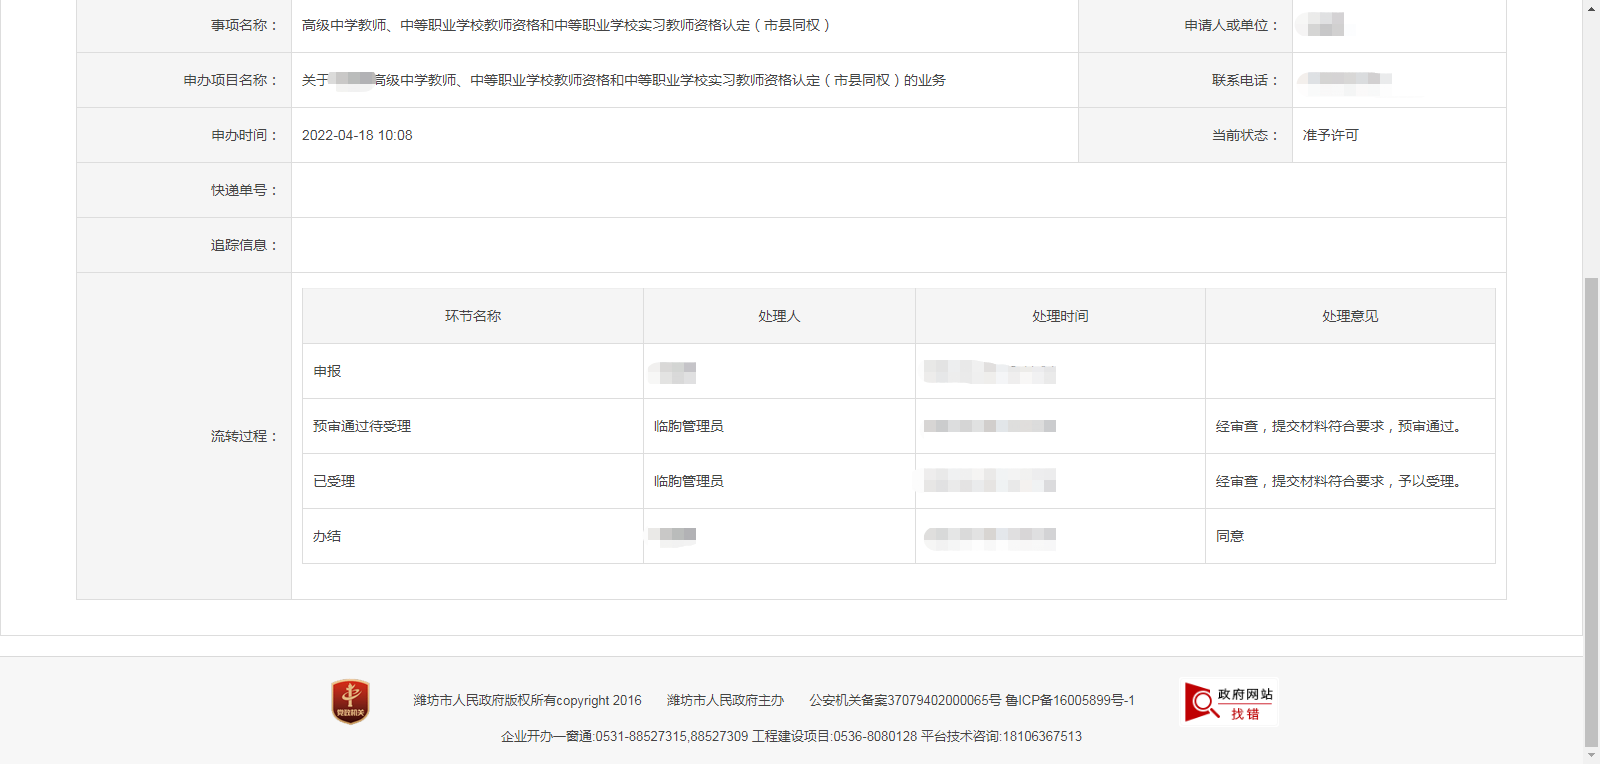 事项名称： 高级中学教师、中等职业学校教师资格和中等职业学校实习教师资格认定（市县同权） 申请人或单位：
申办项目名称： 关于 高级中学教师、中等职业学校教师资格和中等职业学校实习教师资格认定（市县同权）的业务 联系电话：
申办时间： 2022-04-18 10:08 当前状态： 准予许可
快递单号：
追踪信息：
流转过程：
环节名称 处理人 处理时间 处理意见
申报
预审通过待受理 临朐管理员 经审查，提交材料符合要求，预审通过。
已受理 临朐管理员 经审查，提交材料符合要求，予以受理。
办结 同意
党政机关
潍坊市人民政府版权所有copyright 2016 潍坊市人民政府主办 公安机关备案37079402000065号 鲁ICP备16005899号-1
政府网站
找错
企业开办一窗通:0531-88527315,88527309 工程建设项目:0536-8080128 平台技术咨询:18106367513